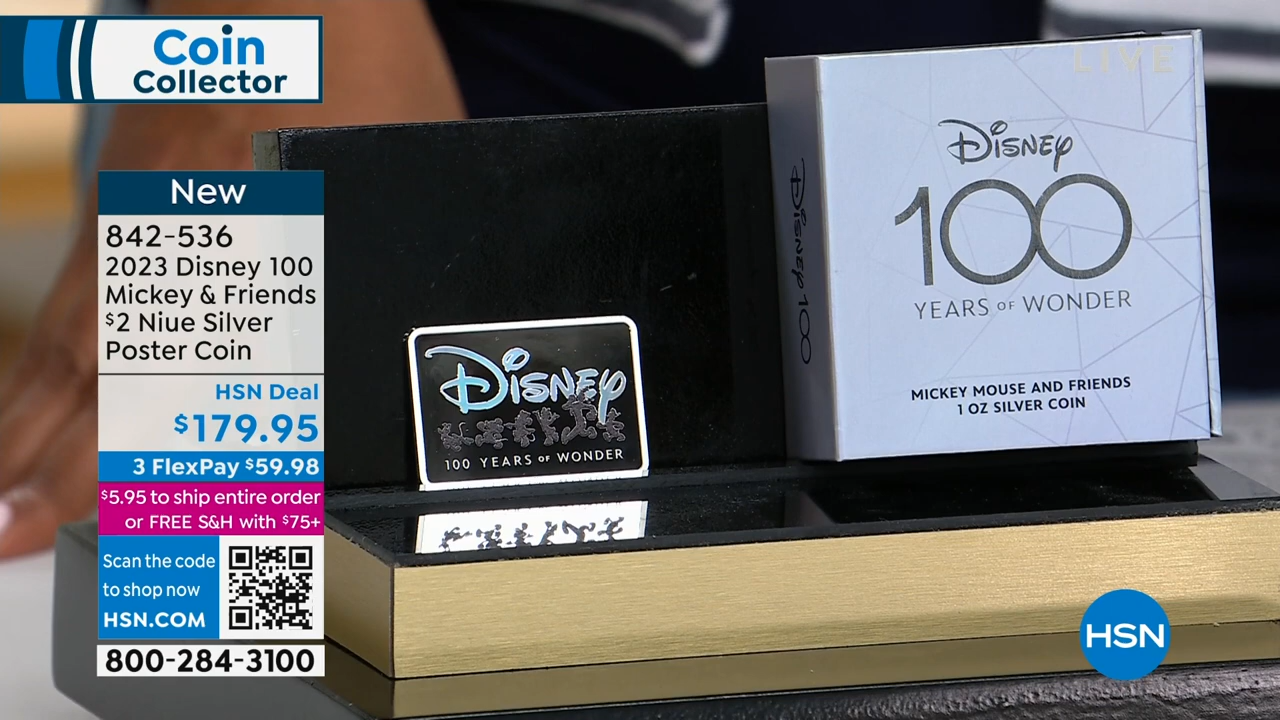 Coin
Collector
New
842-536
2023 Disney 100
Mickey & Friends
$2 Niue Silver
Poster Coin
HSN Deal
$179.95
3 FlexPay $59.98
$5.95 to ship entire order
or FREE S&H with $75+
Scan the code
to shop now
HSN.COM
800-284-3100
DISNEY
100 YEARS OF WONDER
DISNEY 100
LIVE
DISNEY
100
YEARS OF WONDER
MICKEY MOUSE AND FRIENDS
1 OZ SILVER COIN
HSN